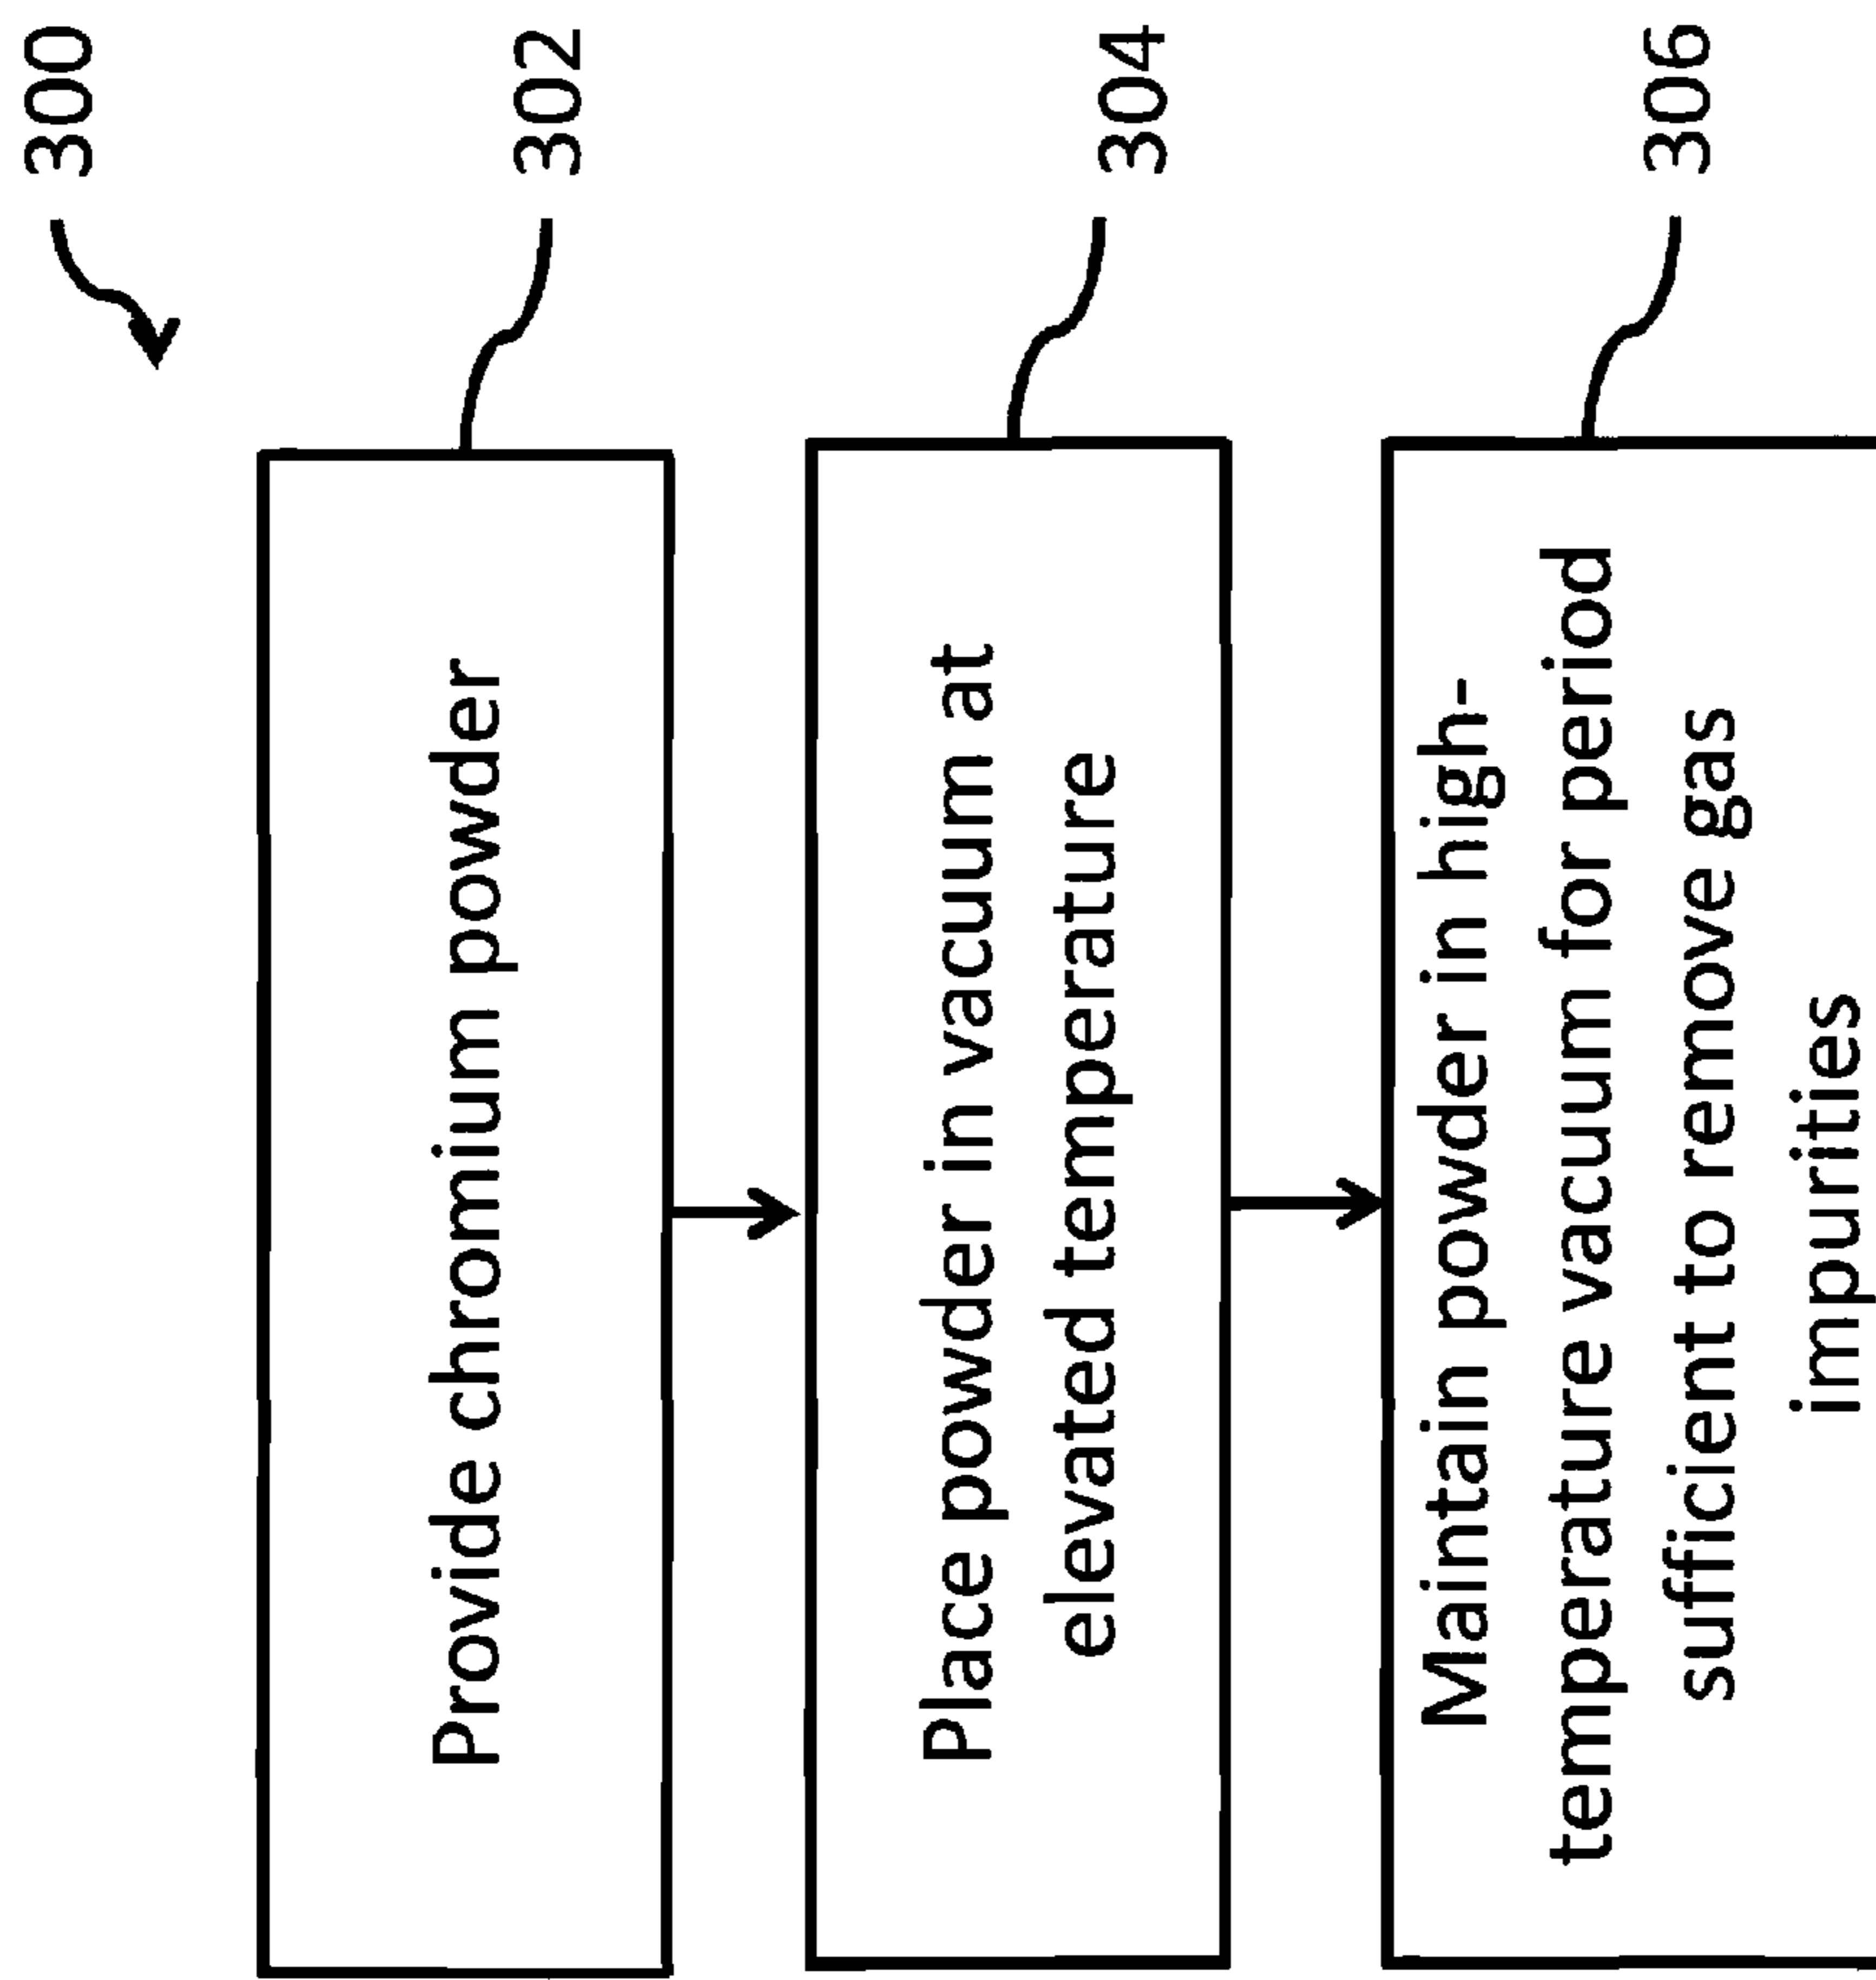 300
Provide chromium powder
302
Place powder in vacuum at
elevated temperature
304
Maintain powder in high-
temperature vacuum for period
sufficient to remove gas
impurities
306